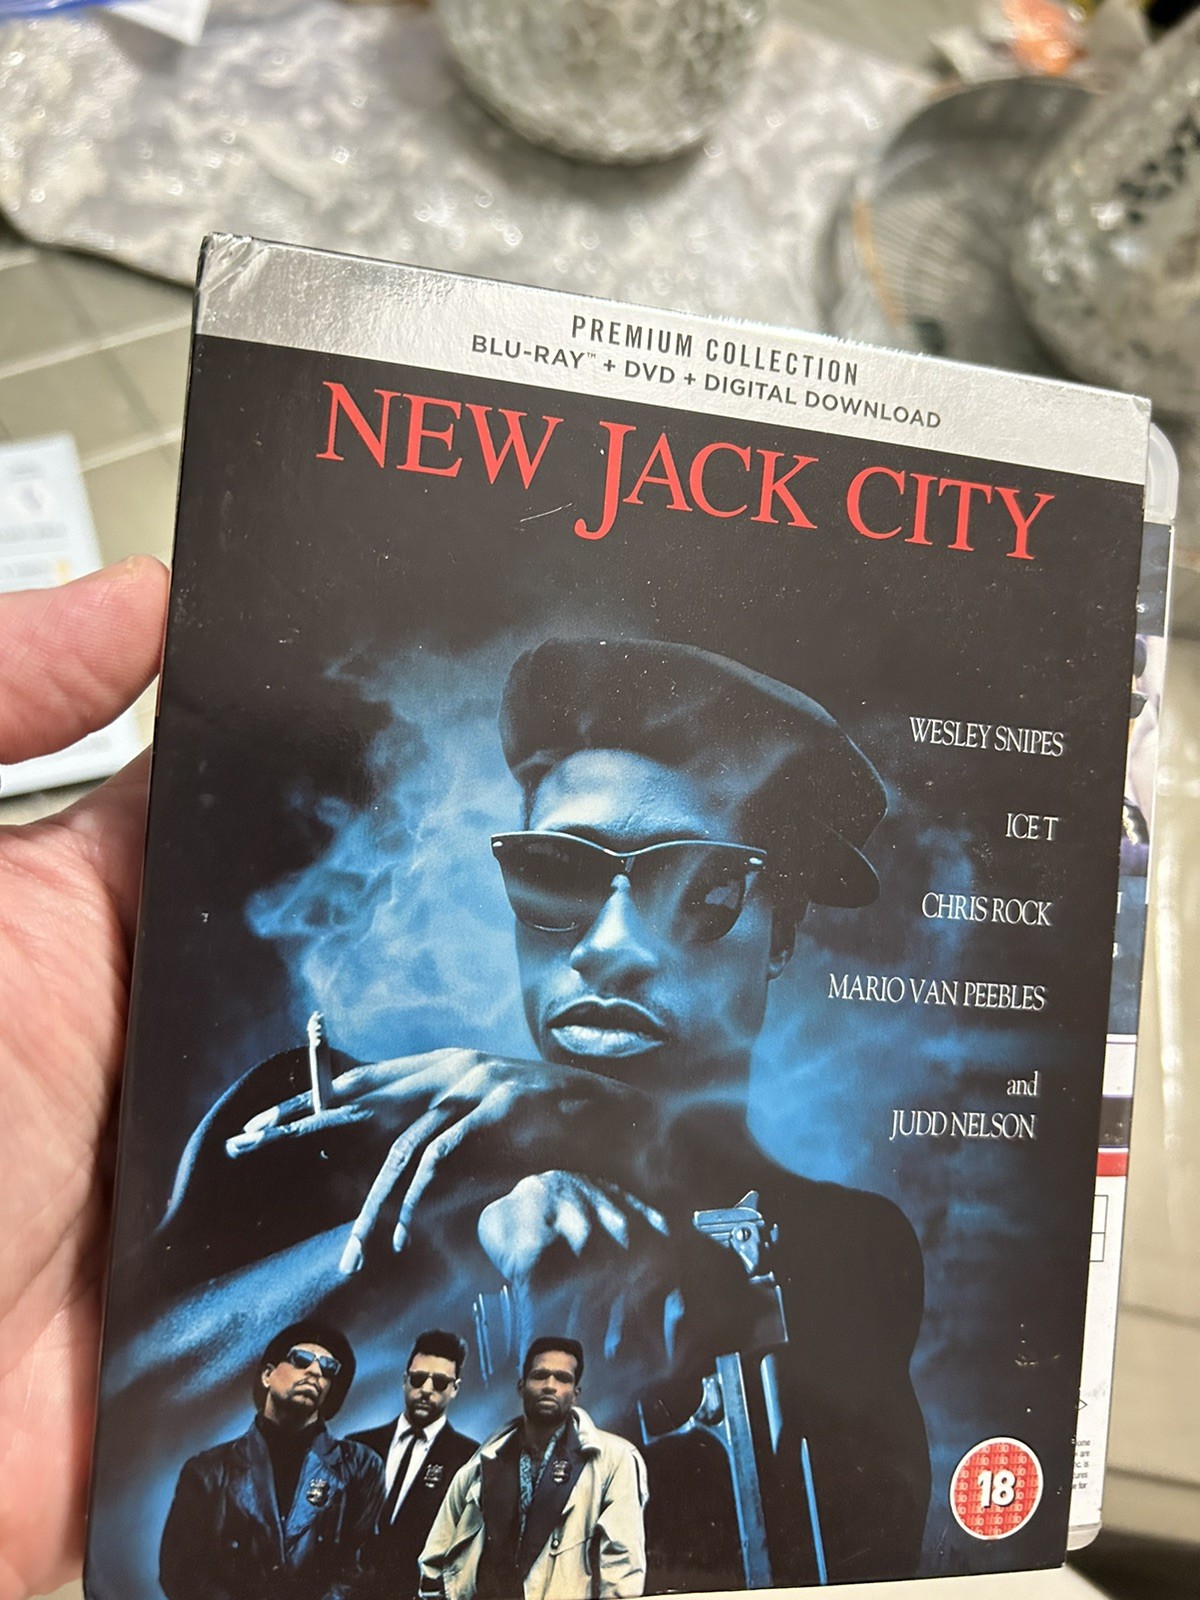 PREMIUM COLLECTION
BLU-RAY™ + DVD + DIGITAL DOWNLOAD
NEW JACK CITY
WESLEY SNIPES
ICE T
CHRIS ROCK
MARIO VAN PEEBLES
and
JUDD NELSON
18